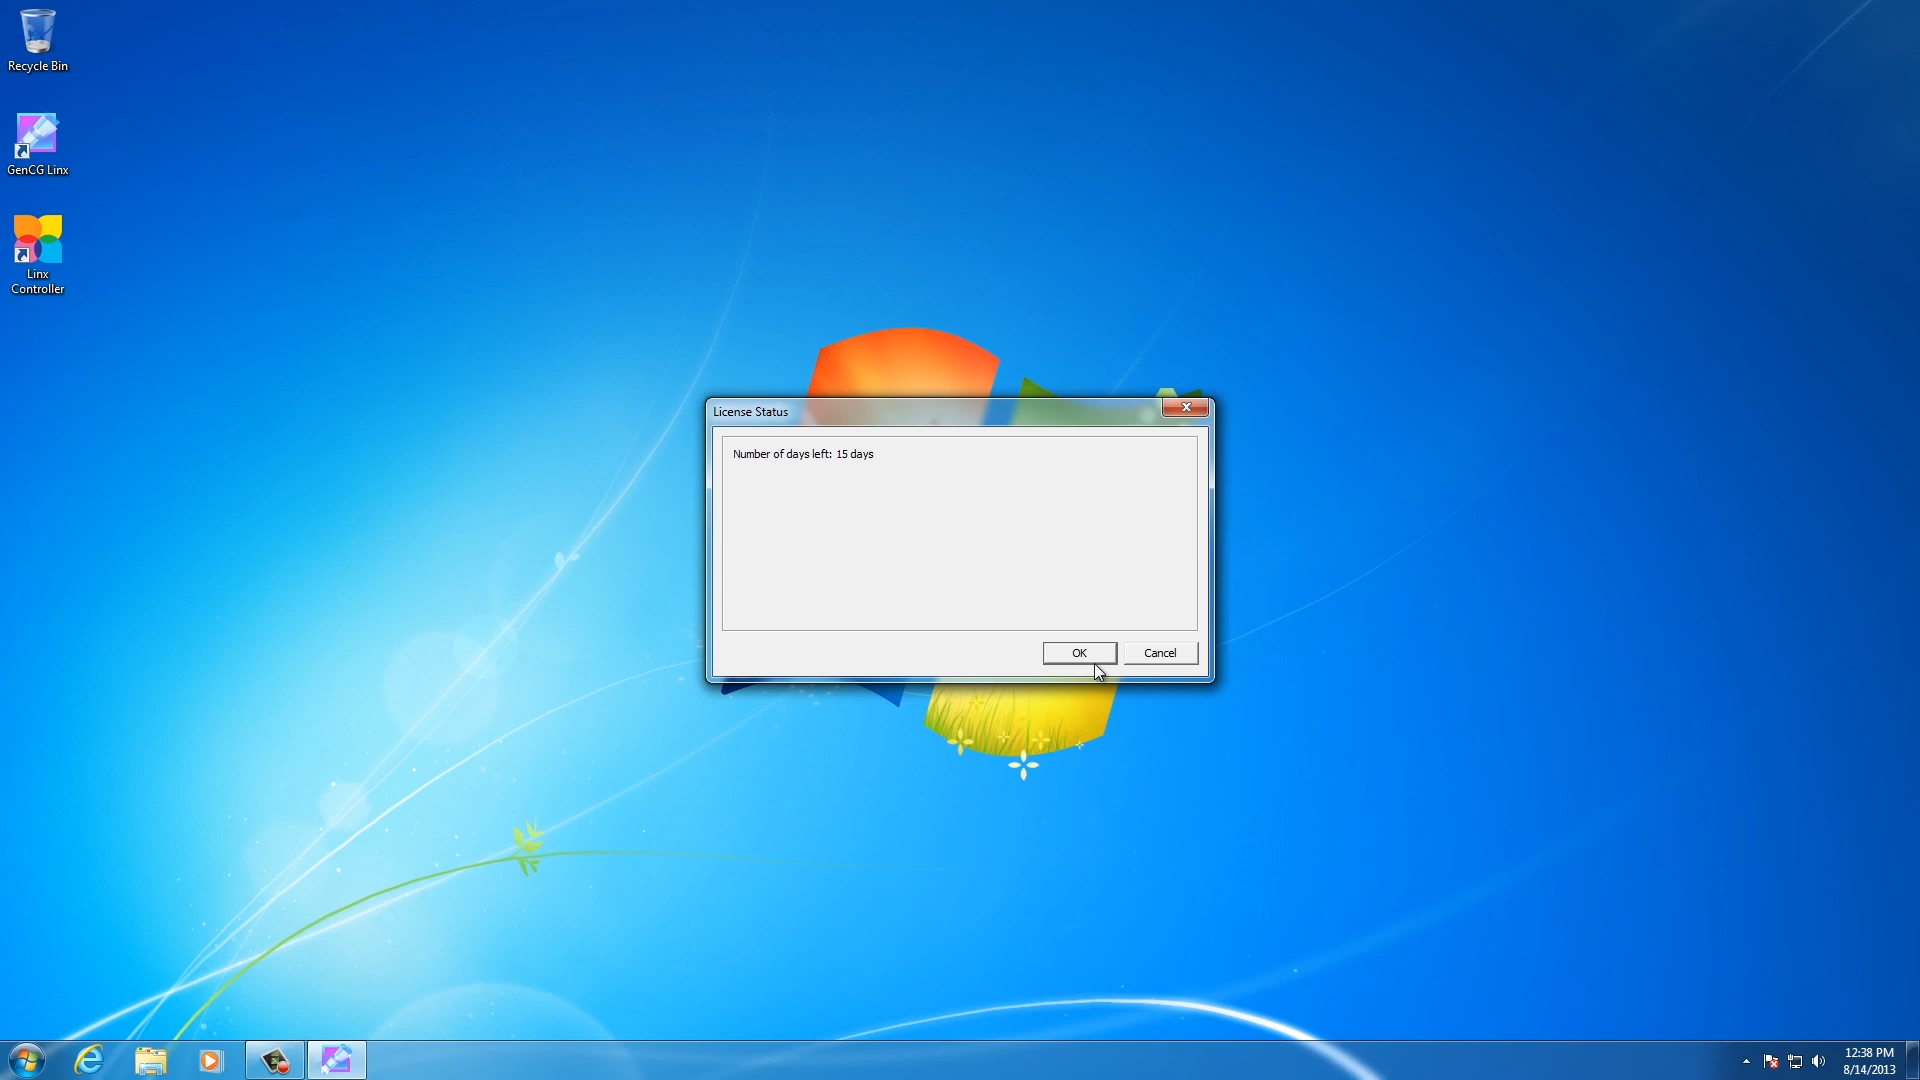 Recycle Bin
GenCG Linx
Linx
Controller
License Status
Number of days left: 15 days
OK
Cancel
12:38 PM
8/14/2013